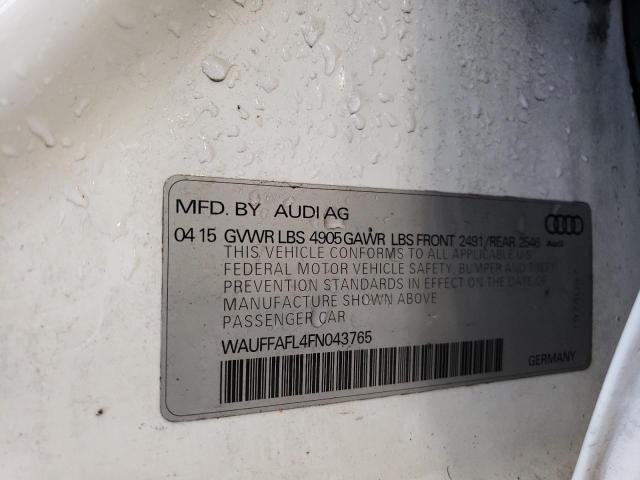 MFD. BY AUDI AG
04 15 GVWR LBS 4905 GAWR LBS FRONT 2491/REAR 2546 Audi
THIS VEHICLE CONFORMS TO ALL APPLICABLE U.S.
FEDERAL MOTOR VEHICLE SAFETY, BUMPER AND THEFT
PREVENTION STANDARDS IN EFFECT ON THE DATE OF
MANUFACTURE SHOWN ABOVE
PASSENGER CAR
WAUFFAFL4FN043765
GERMANY